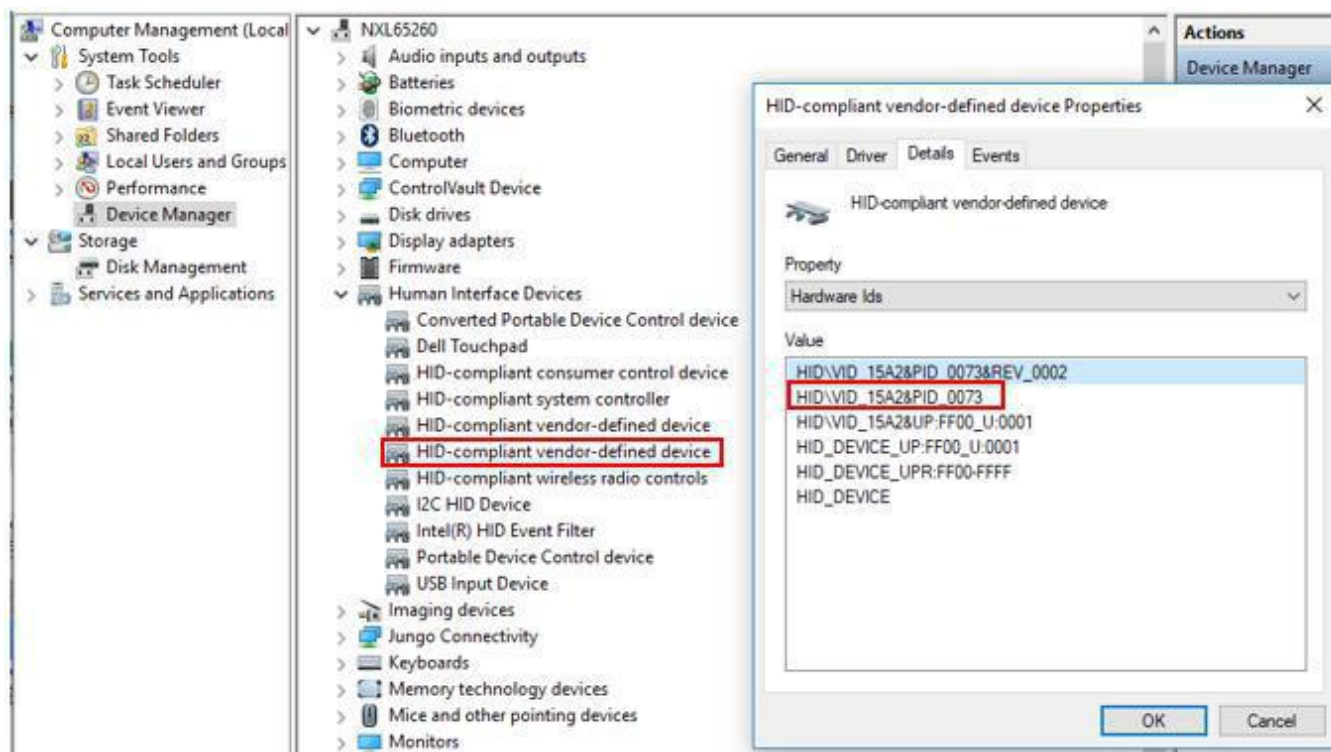 Computer Management (Local
System Tools
Task Scheduler
Event Viewer
Shared Folders
Local Users and Groups
Performance
Device Manager
Storage
Disk Management
Services and Applications
NXL65260
Audio inputs and outputs
Batteries
Biometric devices
Bluetooth
Computer
ControlVault Device
Disk drives
Display adapters
Firmware
Human Interface Devices
Converted Portable Device Control device
Dell Touchpad
HID-compliant consumer control device
HID-compliant system controller
HID-compliant vendor-defined device
HID-compliant vendor-defined device
HID-compliant wireless radio controls
I2C HID Device
Intel(R) HID Event Filter
Portable Device Control device
USB Input Device
Imaging devices
Jungo Connectivity
Keyboards
Memory technology devices
Mice and other pointing devices
Monitors
Actions
Device Manager
HID-compliant vendor-defined device Properties
General Driver Details Events
HID-compliant vendor-defined device
Property
Hardware Ids
Value
HID\VID_15A2&PID_0073&REV_0002
HID\VID_15A2&PID_0073
HID\VID_15A2&UP:FF00_U:0001
HID_DEVICE_UP:FF00_U:0001
HID_DEVICE_UPR:FF00-FFFF
HID_DEVICE
OK Cancel